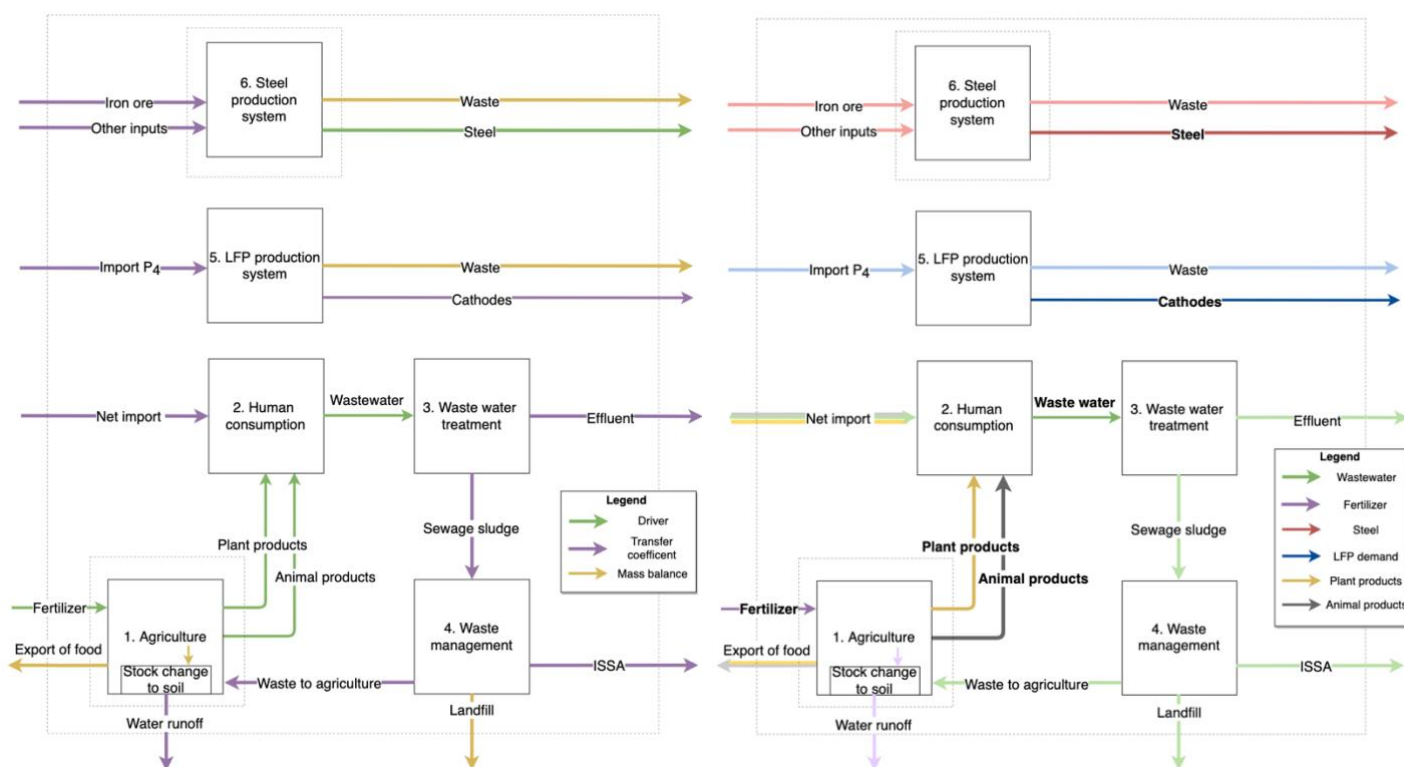 6. Steel
production
system
Iron ore
Other inputs
Waste
Steel
5. LFP production
system
Import P4
Waste
Cathodes
Net import
2. Human
consumption
Wastewater
3. Waste water
treatment
Effluent
Sewage sludge
Legend
Driver
Transfer
coefficent
Mass balance
Plant products
Animal products
Fertilizer
1. Agriculture
Export of food
Stock change
to soil
Waste to agriculture
4. Waste
management
ISSA
Water runoff
Landfill
6. Steel
production
system
Iron ore
Other inputs
Waste
Steel
5. LFP production
system
Import P4
Waste
Cathodes
Net import
2. Human
consumption
Waste water
3. Waste water
treatment
Effluent
Sewage sludge
Legend
Wastewater
Fertilizer
Steel
LFP demand
Plant products
Animal products
Plant products
Animal products
Fertilizer
1. Agriculture
Export of food
Stock change
to soil
Waste to agriculture
4. Waste
management
ISSA
Water runoff
Landfill